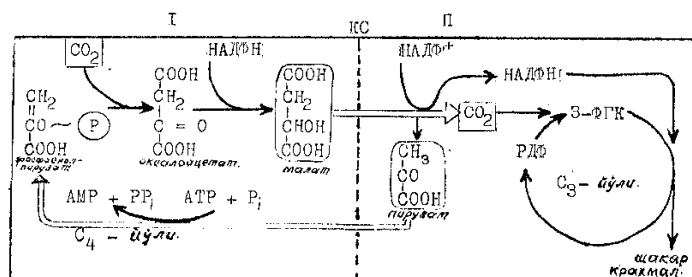 I КС II
CO₂ НАДФН НАДФ⁺
НАДФН₁
COOH COOH
CH₂ CH₂ CH₂
CO ~ P C = O CHOH CO₂ 3-ФГК
COOH COOH COOH
CH₃ РДФ
фосфоенол-
пируват оксалоацетат. малат CO C₃ – йўли.
COOH
AMP + PPᵢ ATP + Pᵢ пируват
C₄ – йўли.
шакар
крахмал